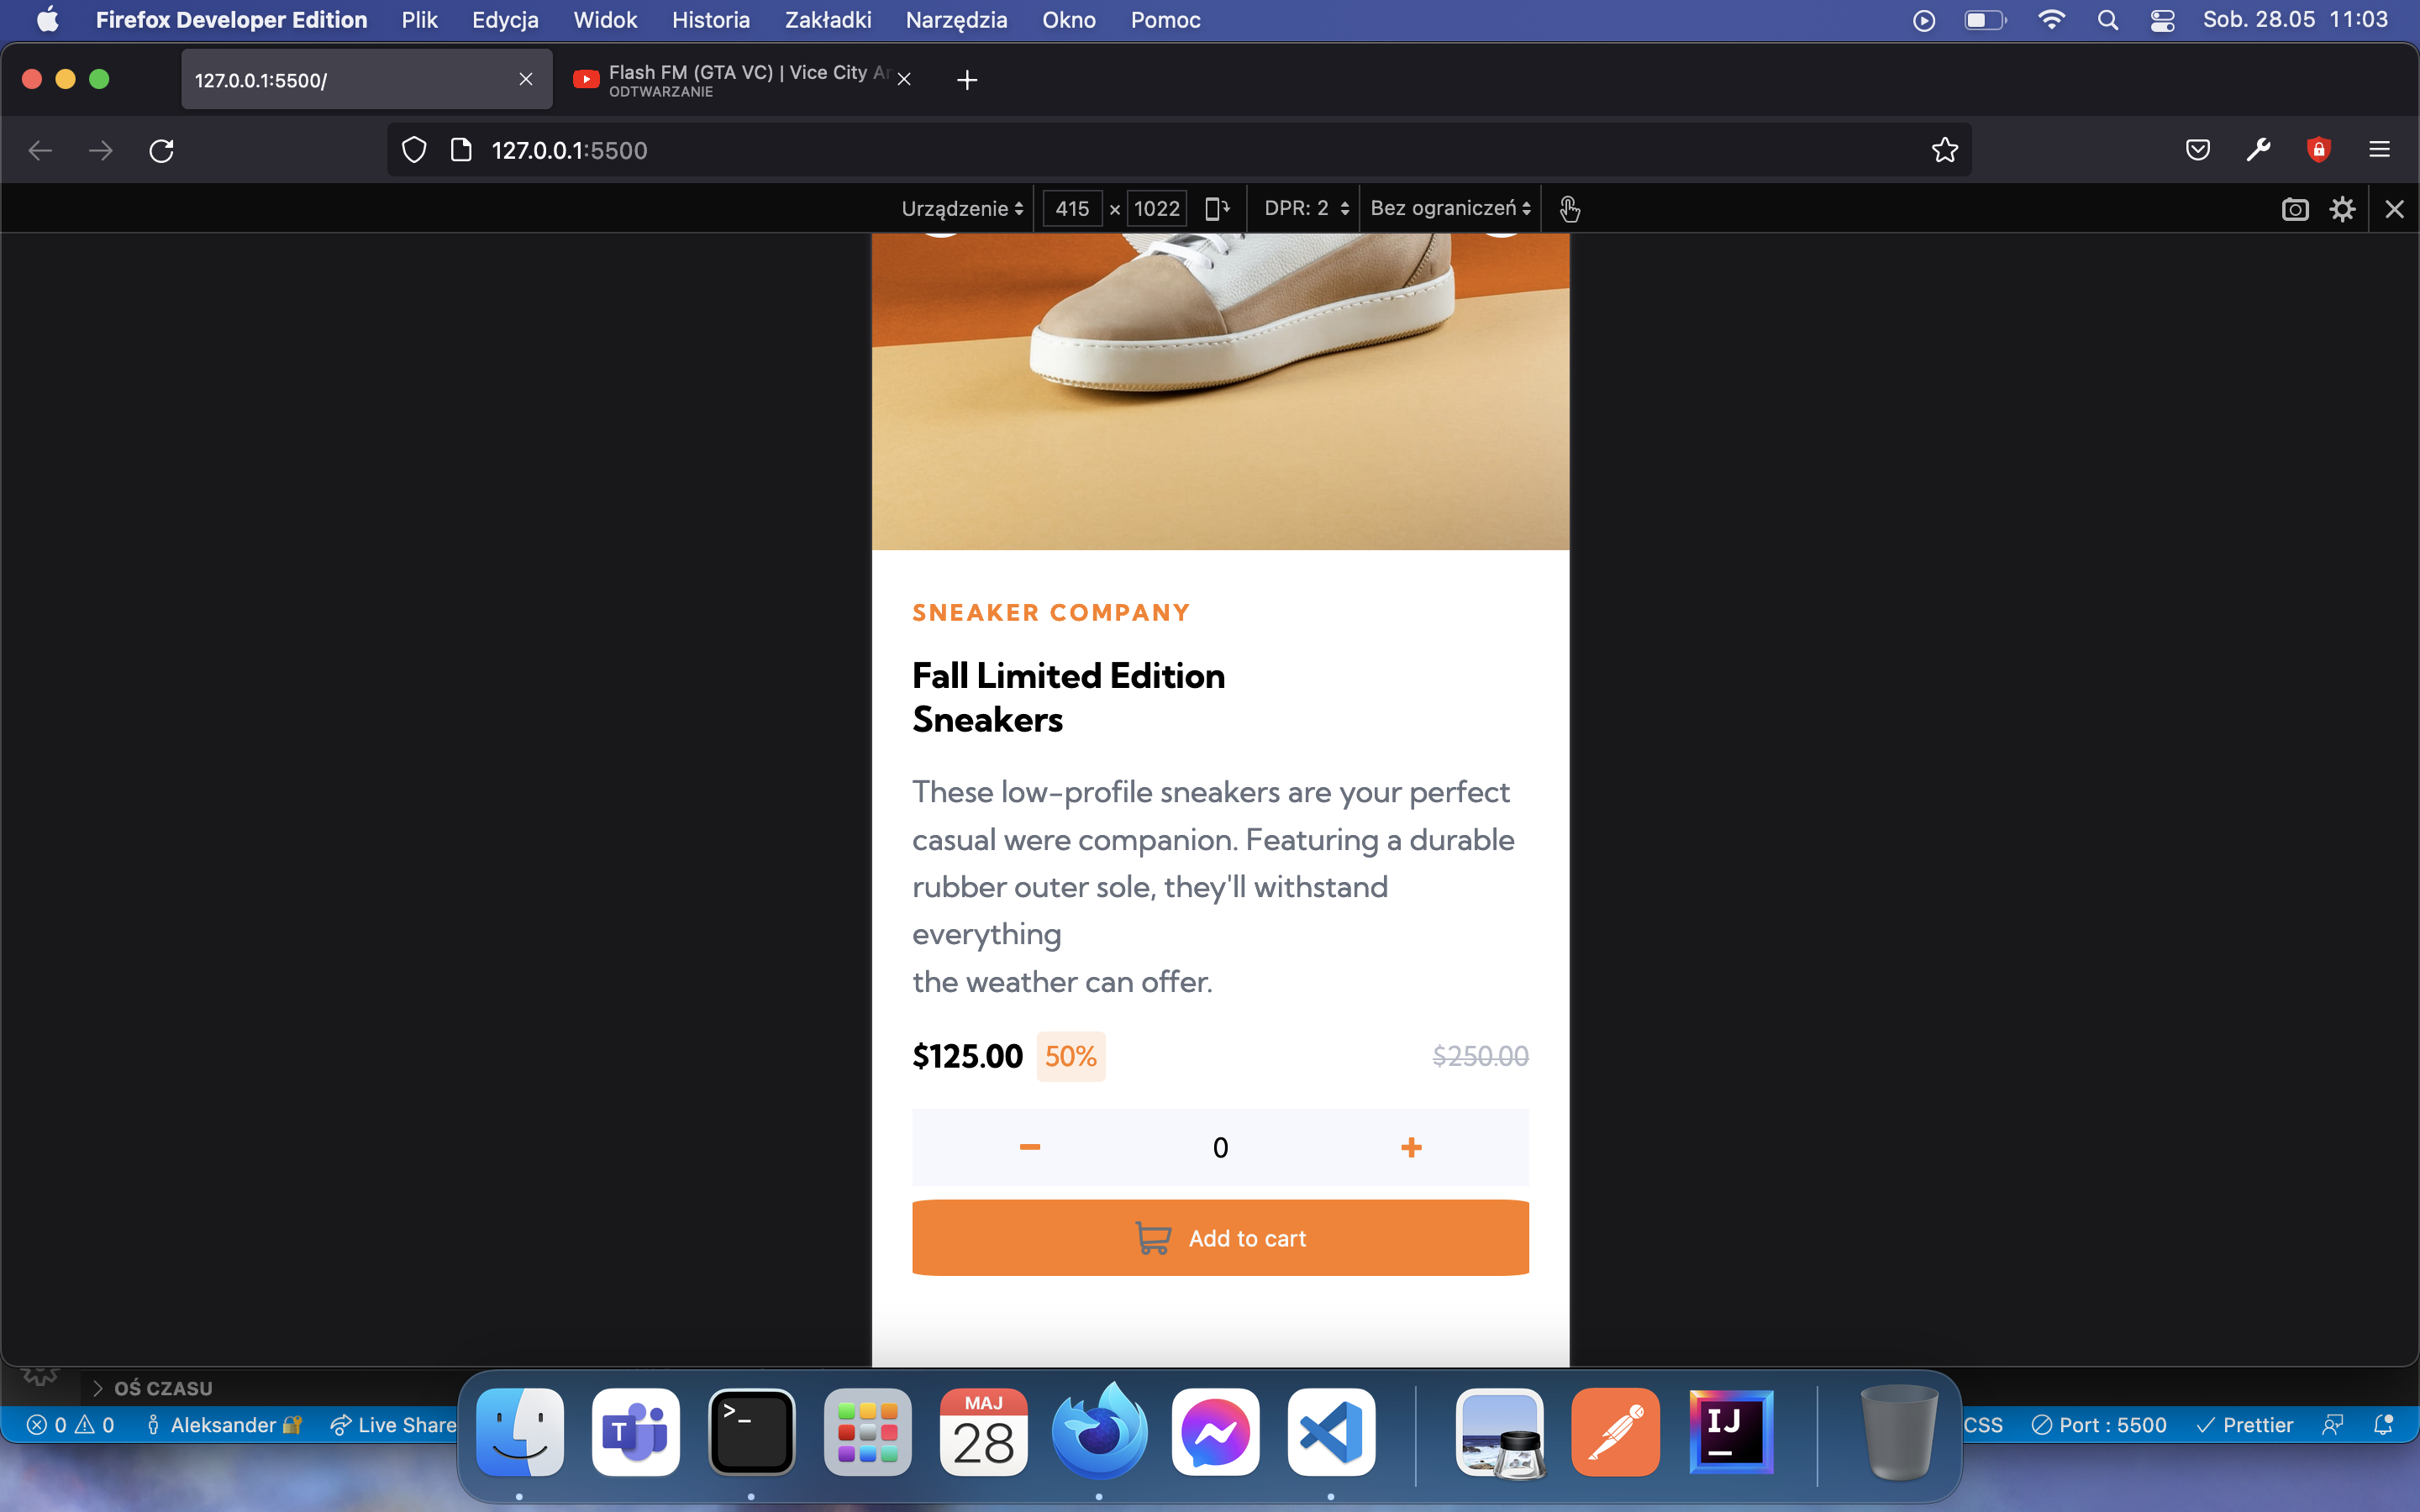 Firefox Developer Edition Plik Edycja Widok Historia Zakładki Narzędzia Okno Pomoc Sob. 28.05 11:03
127.0.0.1:5500/
Flash FM (GTA VC) | Vice City Ar
ODTWARZANIE
127.0.0.1:5500
Urządzenie 415 × 1022 DPR: 2 Bez ograniczeń
SNEAKER COMPANY
Fall Limited Edition
Sneakers
These low-profile sneakers are your perfect
casual were companion. Featuring a durable
rubber outer sole, they'll withstand
everything
the weather can offer.
$125.00 50% $250.00
0
Add to cart
OŚ CZASU
0 0 Aleksander Live Share
CSS Port : 5500 Prettier
T
>_
MAJ
28
IJ